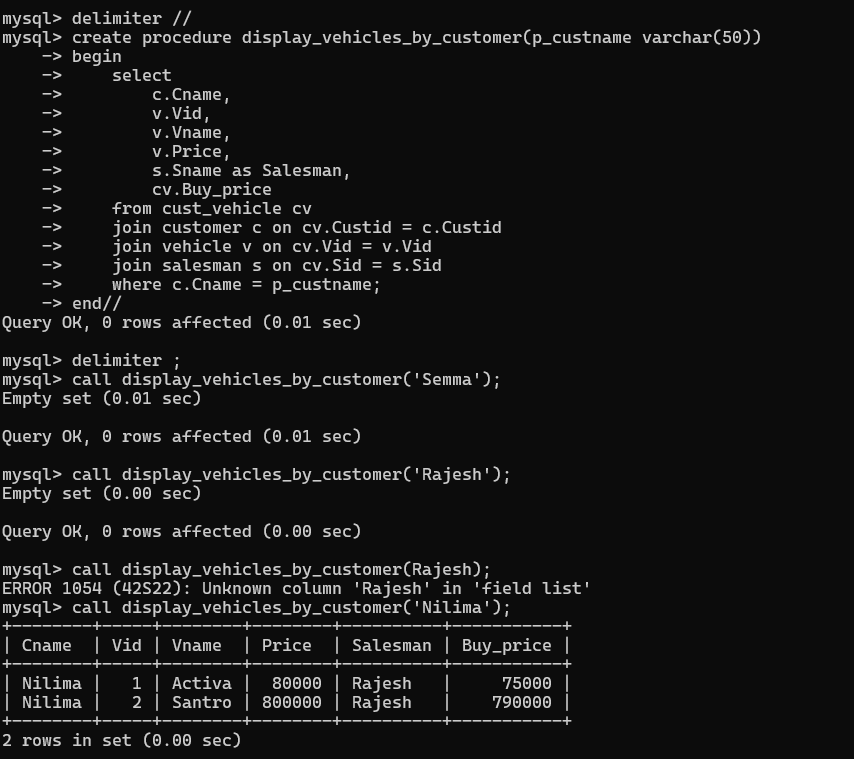 mysql> delimiter //
mysql> create procedure display_vehicles_by_customer(p_custname varchar(50))
    -> begin
    ->     select
    ->         c.Cname,
    ->         v.Vid,
    ->         v.Vname,
    ->         v.Price,
    ->         s.Sname as Salesman,
    ->         cv.Buy_price
    ->     from cust_vehicle cv
    ->     join customer c on cv.Custid = c.Custid
    ->     join vehicle v on cv.Vid = v.Vid
    ->     join salesman s on cv.Sid = s.Sid
    ->     where c.Cname = p_custname;
    -> end//
Query OK, 0 rows affected (0.01 sec)

mysql> delimiter ;
mysql> call display_vehicles_by_customer('Semma');
Empty set (0.01 sec)

Query OK, 0 rows affected (0.01 sec)

mysql> call display_vehicles_by_customer('Rajesh');
Empty set (0.00 sec)

Query OK, 0 rows affected (0.00 sec)

mysql> call display_vehicles_by_customer(Rajesh);
ERROR 1054 (42S22): Unknown column 'Rajesh' in 'field list'
mysql> call display_vehicles_by_customer('Nilima');
+--------+-----+--------+--------+----------+-----------+
| Cname  | Vid | Vname  | Price  | Salesman | Buy_price |
+--------+-----+--------+--------+----------+-----------+
| Nilima |   1 | Activa |  80000 | Rajesh   |     75000 |
| Nilima |   2 | Santro | 800000 | Rajesh   |    790000 |
+--------+-----+--------+--------+----------+-----------+
2 rows in set (0.00 sec)